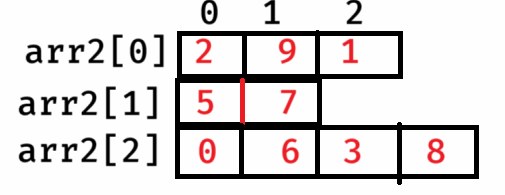 0 1 2
arr2[0] 2 9 1
arr2[1] 5 7
arr2[2] 0 6 3 8